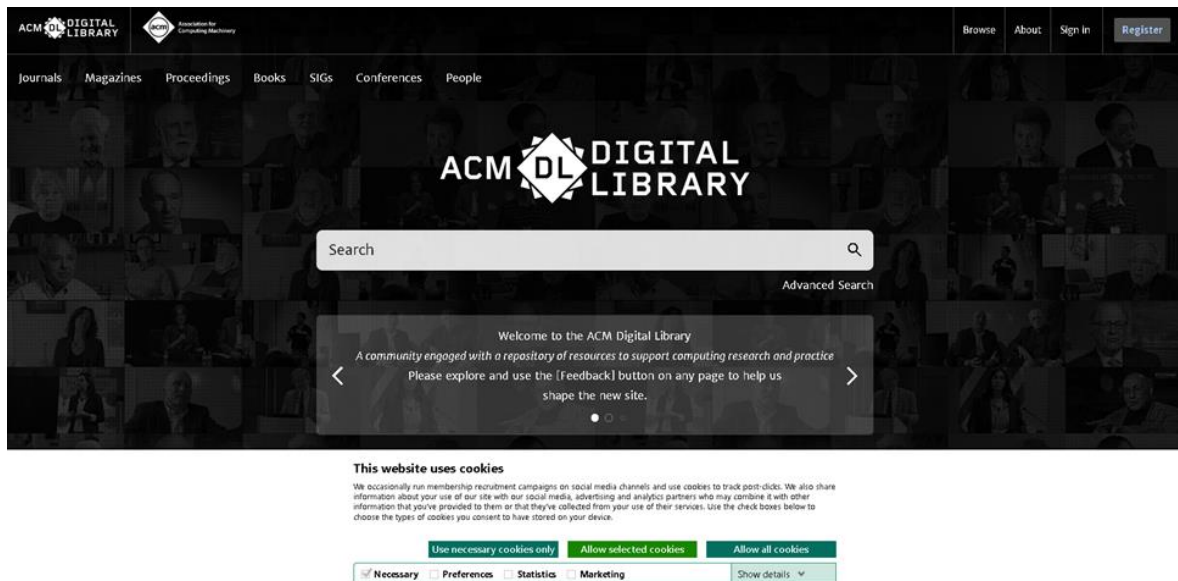 ACM DL DIGITAL LIBRARY
acm Association for Computing Machinery
Browse About Sign in Register
Journals Magazines Proceedings Books SIGs Conferences People
ACM DL DIGITAL LIBRARY
Search
Advanced Search
Welcome to the ACM Digital Library
A community engaged with a repository of resources to support computing research and practice
Please explore and use the [Feedback] button on any page to help us
shape the new site.
This website uses cookies
We occasionally run membership recruitment campaigns on social media channels and use cookies to track post-clicks. We also share
information about your use of our site with our social media, advertising and analytics partners who may combine it with other
information that you've provided to them or that they've collected from your use of their services. Use the check boxes below to
choose the types of cookies you consent to have stored on your device.
Use necessary cookies only Allow selected cookies Allow all cookies
Necessary Preferences Statistics Marketing Show details